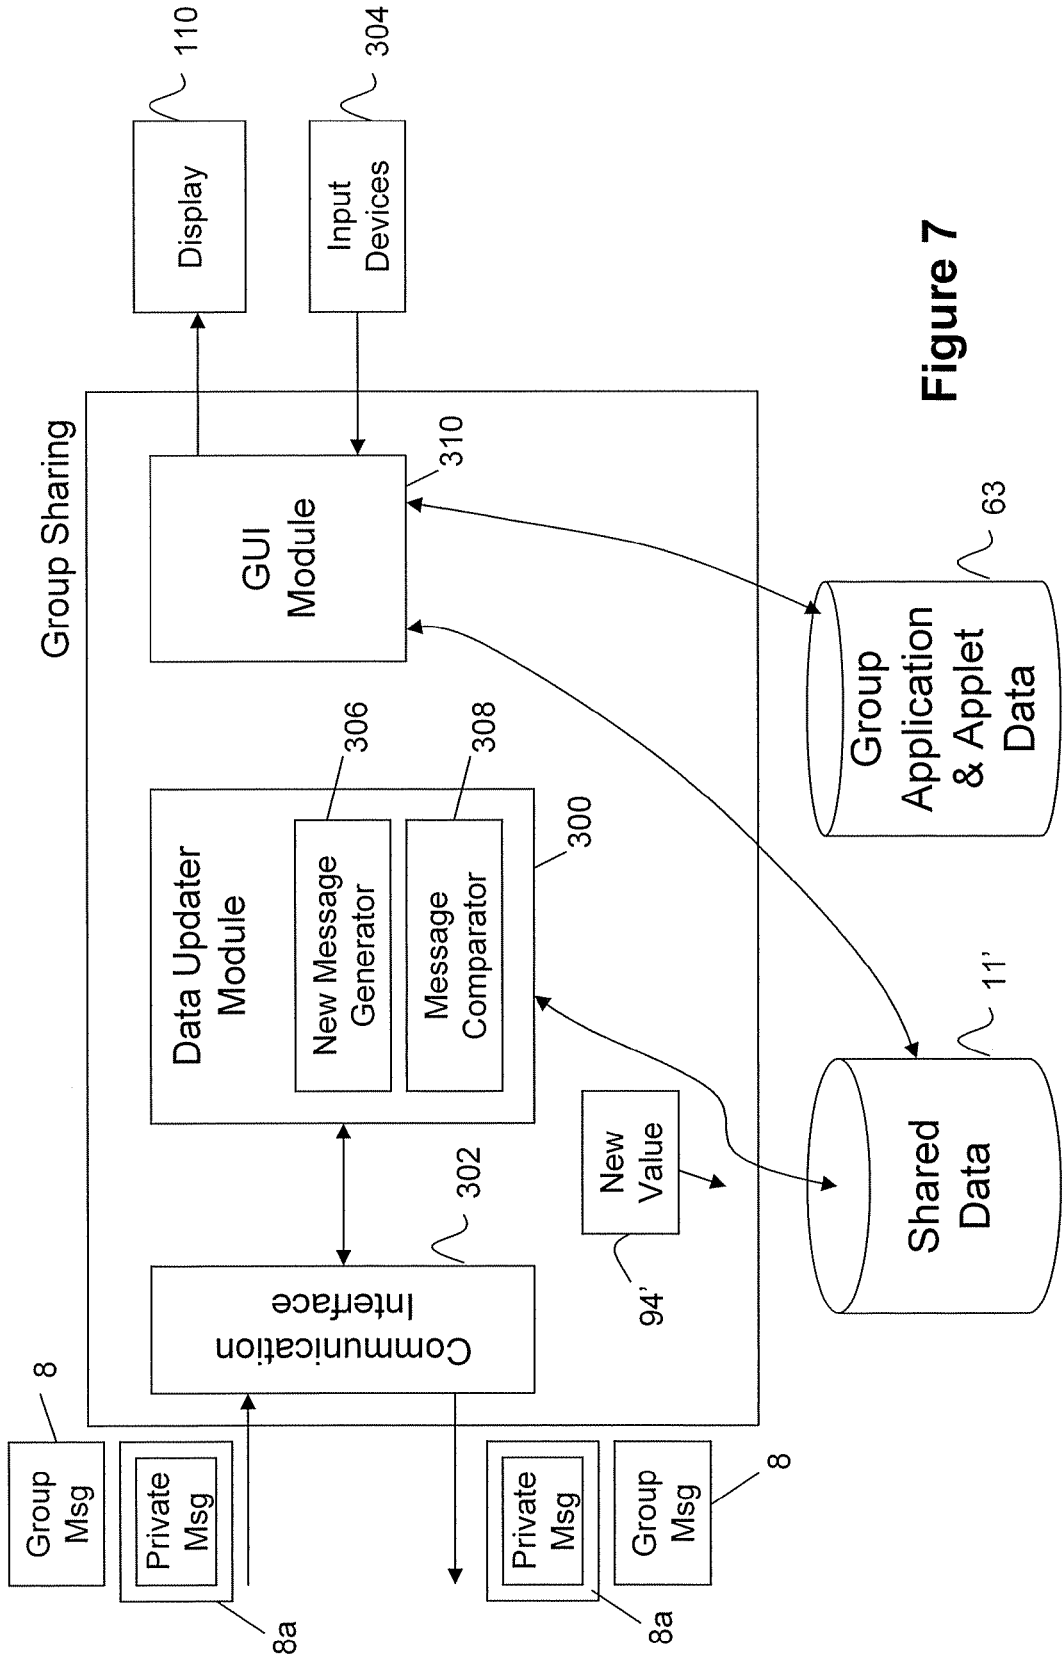 Group Sharing
Group
Msg
8
Private
Msg
8a
Communication
Interface
302
Data Updater
Module
New Message
Generator
306
Message
Comparator
308
300
GUI
Module
310
Display
110
Input
Devices
304
Private
Msg
8a
Group
Msg
8
New
Value
94'
Shared
Data
11'
Group
Application
& Applet
Data
63
Figure 7